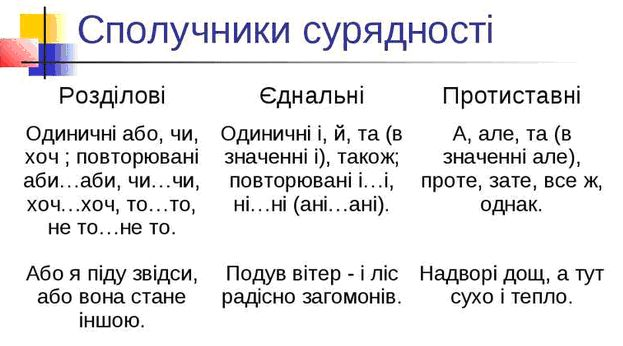 Сполучники сурядності
Розділові
Єднальні
Протиставні
Одиничні або, чи,
хоч ; повторювані
аби…аби, чи…чи,
хоч…хоч, то…то,
не то…не то.
Одиничні і, й, та (в
значенні і), також;
повторювані і…і,
ні…ні (ані…ані).
А, але, та (в
значенні але),
проте, зате, все ж,
однак.
Або я піду звідси,
або вона стане
іншою.
Подув вітер - і ліс
радісно загомонів.
Надворі дощ, а тут
сухо і тепло.